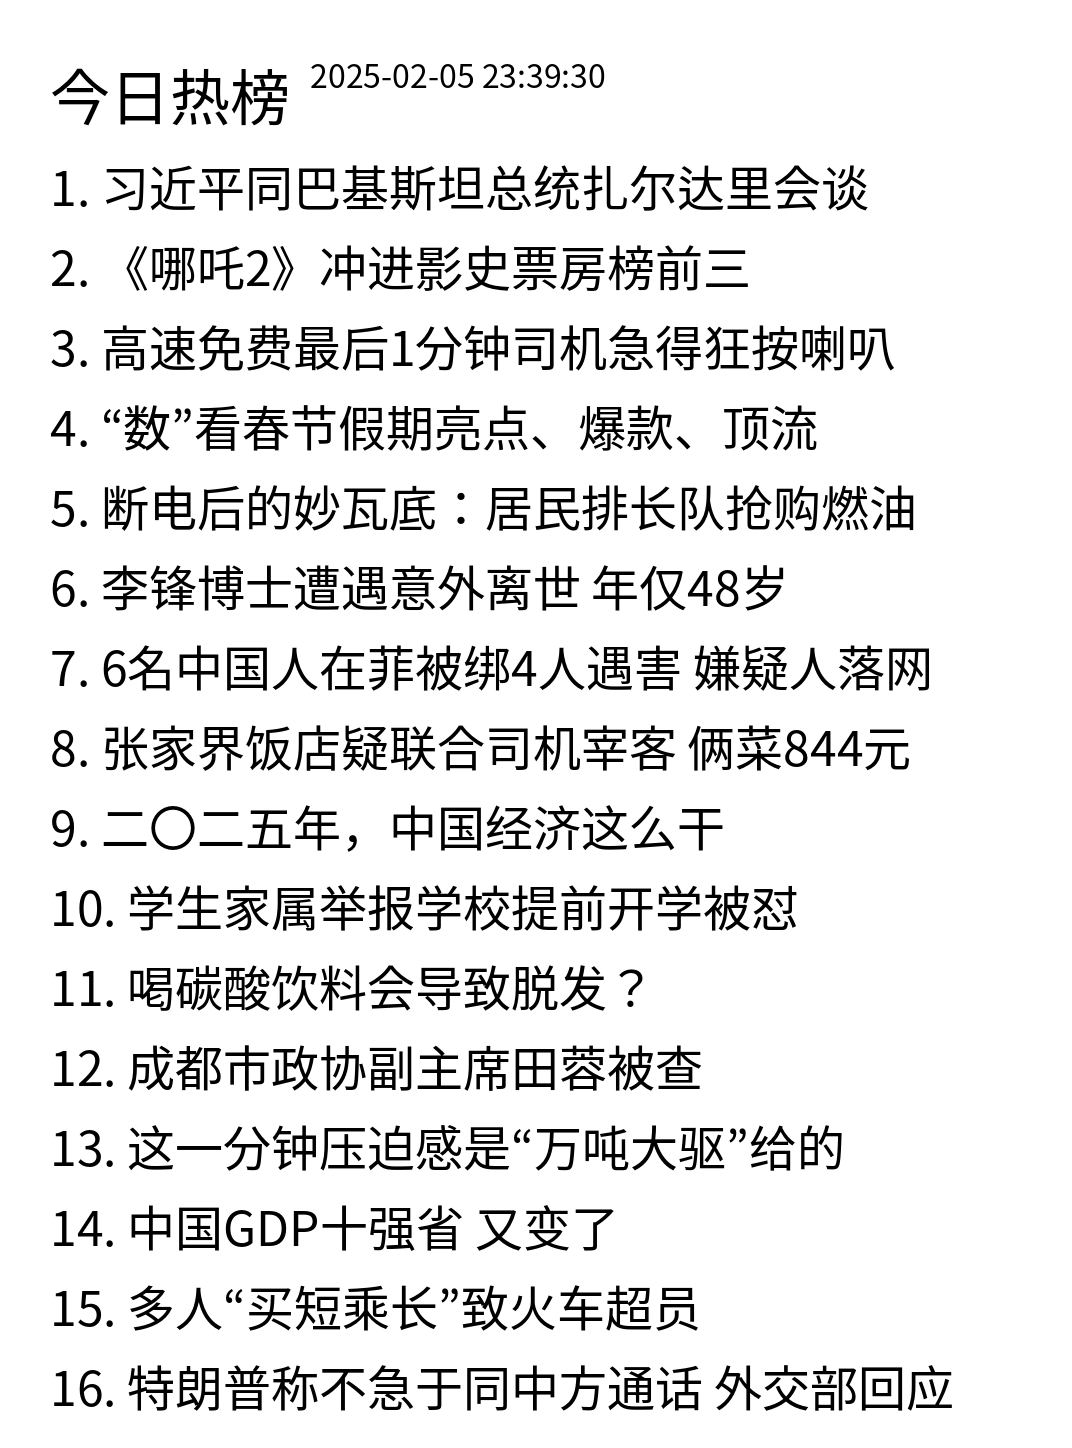 今日热榜 2025-02-05 23:39:30
1. 习近平同巴基斯坦总统扎尔达里会谈
2. 《哪吒2》冲进影史票房榜前三
3. 高速免费最后1分钟司机急得狂按喇叭
4. “数”看春节假期亮点、爆款、顶流
5. 断电后的妙瓦底：居民排长队抢购燃油
6. 李锋博士遭遇意外离世 年仅48岁
7. 6名中国人在菲被绑4人遇害 嫌疑人落网
8. 张家界饭店疑联合司机宰客 俩菜844元
9. 二〇二五年，中国经济这么干
10. 学生家属举报学校提前开学被怼
11. 喝碳酸饮料会导致脱发？
12. 成都市政协副主席田蓉被查
13. 这一分钟压迫感是“万吨大驱”给的
14. 中国GDP十强省 又变了
15. 多人“买短乘长”致火车超员
16. 特朗普称不急于同中方通话 外交部回应